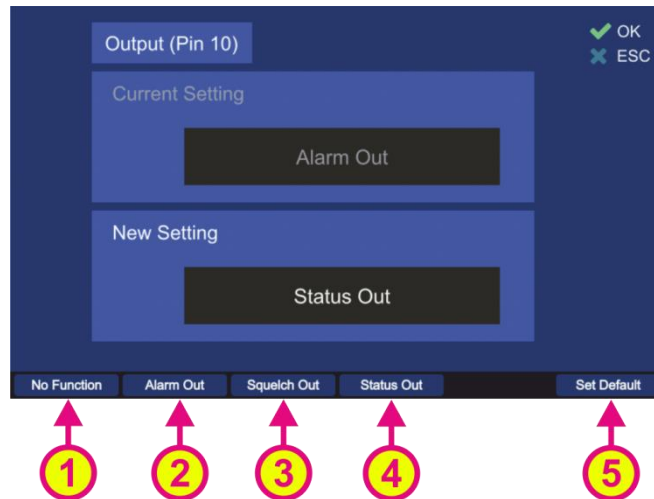 Output (Pin 10)
OK
ESC
Current Setting
Alarm Out
New Setting
Status Out
No Function Alarm Out Squelch Out Status Out Set Default
1 2 3 4 5